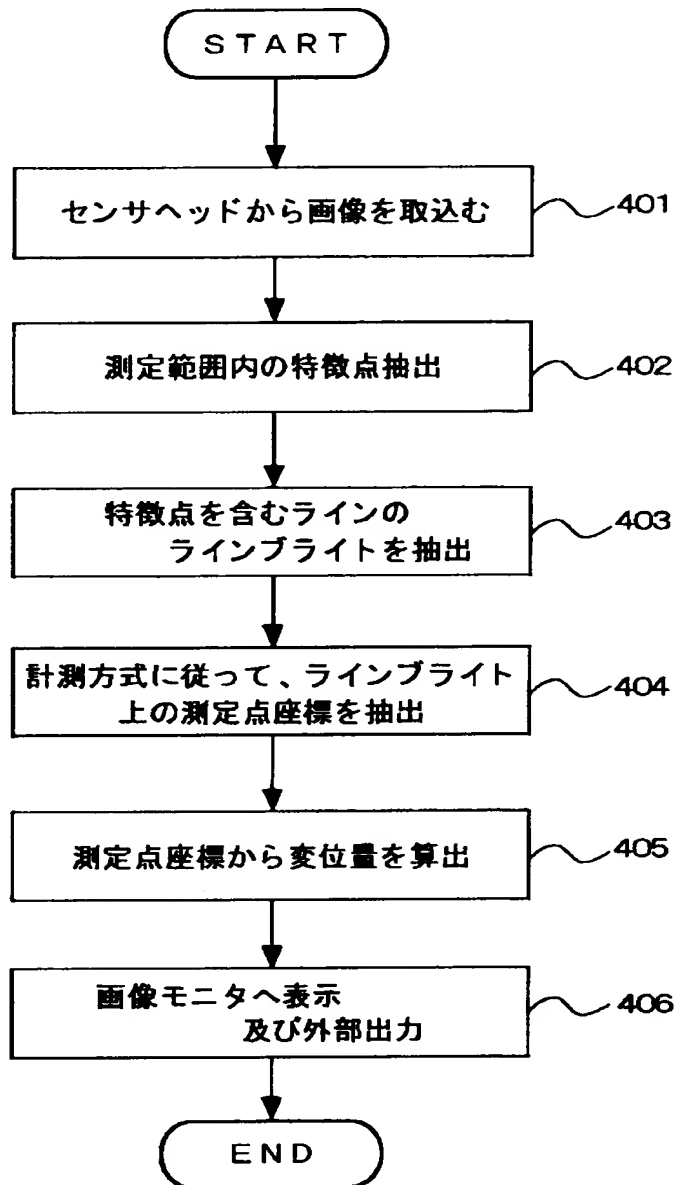 START
センサヘッドから画像を取込む
401
測定範囲内の特徴点抽出
402
特徴点を含むラインの
ラインブライトを抽出
403
計測方式に従って、ラインブライト
上の測定点座標を抽出
404
測定点座標から変位量を算出
405
画像モニタへ表示
及び外部出力
406
END